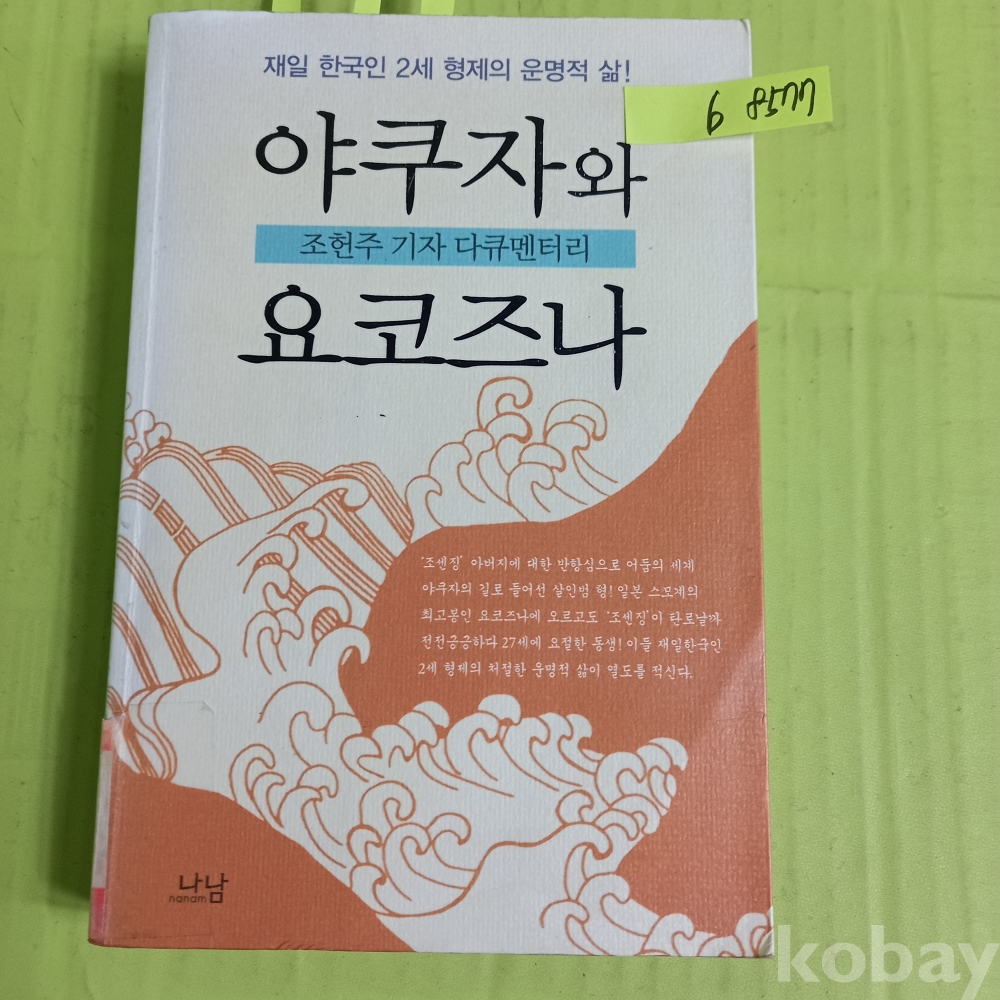 재일 한국인 2세 형제의 운명적 삶!
야쿠자와
조헌주 기자 다큐멘터리
요코즈나
'조센징' 아버지에 대한 반항심으로 어둠의 세계
야쿠자의 길로 들어선 살인범 형! 일본 스모계의
최고봉인 요코즈나에 오르고도 '조센징'이 탄로날까
전전긍긍하다 27세에 요절한 동생! 이들 재일한국인
2세 형제의 처절한 운명적 삶이 열도를 적신다.
나남
nanam
kobay